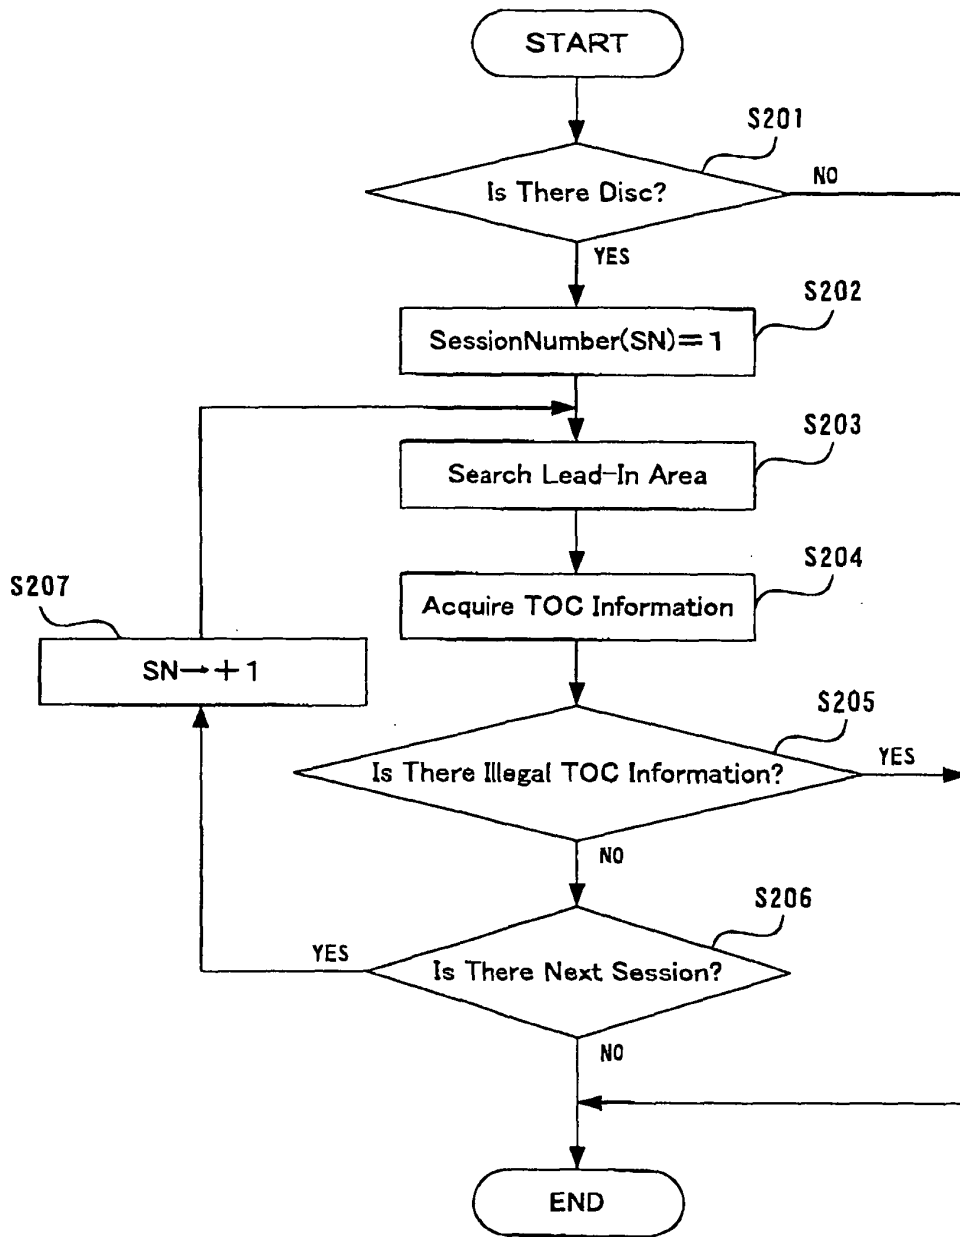 START
S201
Is There Disc?
NO
YES
S202
SessionNumber(SN)=1
S203
Search Lead-In Area
S204
Acquire TOC Information
S207
SN→+1
S205
Is There Illegal TOC Information?
YES
NO
S206
YES
Is There Next Session?
NO
END